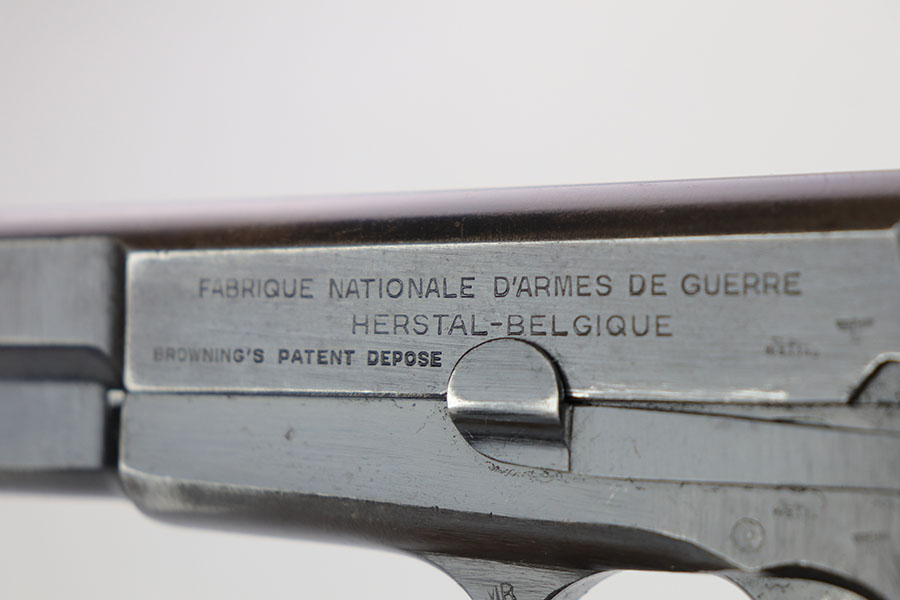 FABRIQUE NATIONALE D'ARMES DE GUERRE
HERSTAL-BELGIQUE
BROWNING'S PATENT DEPOSE